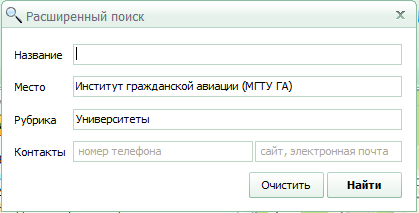 Расширенный поиск
Название
Место Институт гражданской авиации (МГТУ ГА)
Рубрика Университеты
Контакты номер телефона сайт, электронная почта
Очистить Найти